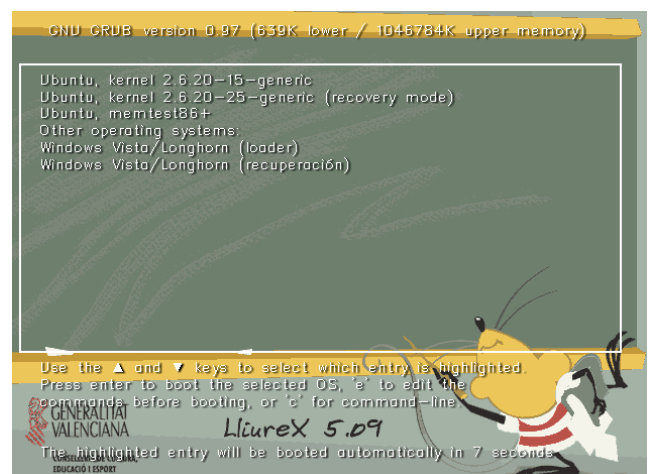 GNU GRUB version 0.97 (639K lower / 1046784K upper memory)
Ubuntu, kernel 2.6.20-15-generic
Ubuntu, kernel 2.6.20-25-generic (recovery mode)
Ubuntu, memtest86+
Other operating systems:
Windows Vista/Longhorn (loader)
Windows Vista/Longhorn (recuperación)
Use the ▲ and ▼ keys to select which entry is highlighted.
Press enter to boot the selected OS, 'e' to edit the
commands before booting, or 'c' for command-line.
GENERALITAT
VALENCIANA
LliureX 5.09
The highlighted entry will be booted automatically in 7 seconds
CONSELLERIA DE CULTURA,
EDUCACIÓ I ESPORT